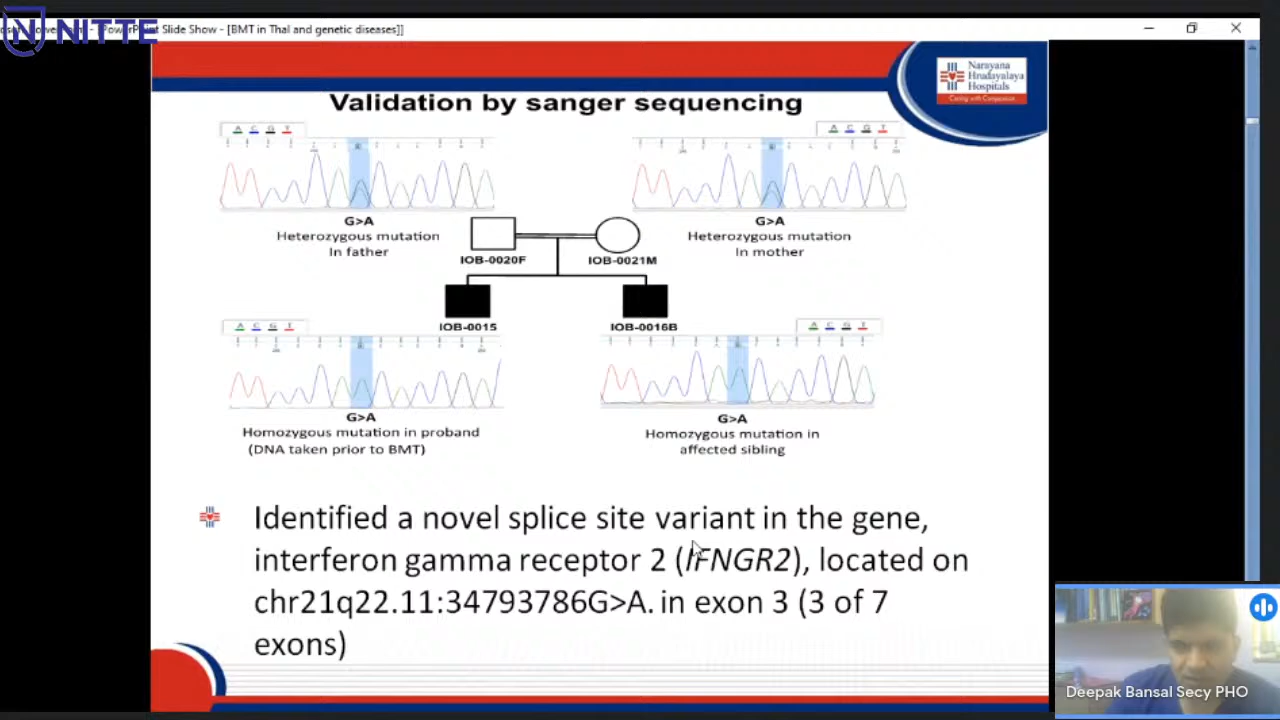 NITTE
PowerPoint Slide Show - [BMT in Thal and genetic diseases]]
Narayana
Hrudayalaya
Hospitals
Caring with Compassion
Validation by sanger sequencing
A C G T
A C G T
G>A
Heterozygous mutation
In father
G>A
Heterozygous mutation
In mother
IOB-0020F
IOB-0021M
IOB-0015
IOB-0016B
A C G T
A C G T
G>A
Homozygous mutation in proband
(DNA taken prior to BMT)
G>A
Homozygous mutation in
affected sibling
Identified a novel splice site variant in the gene,
interferon gamma receptor 2 (IFNGR2), located on
chr21q22.11:34793786G>A. in exon 3 (3 of 7
exons)
Deepak Bansal Secy PHO